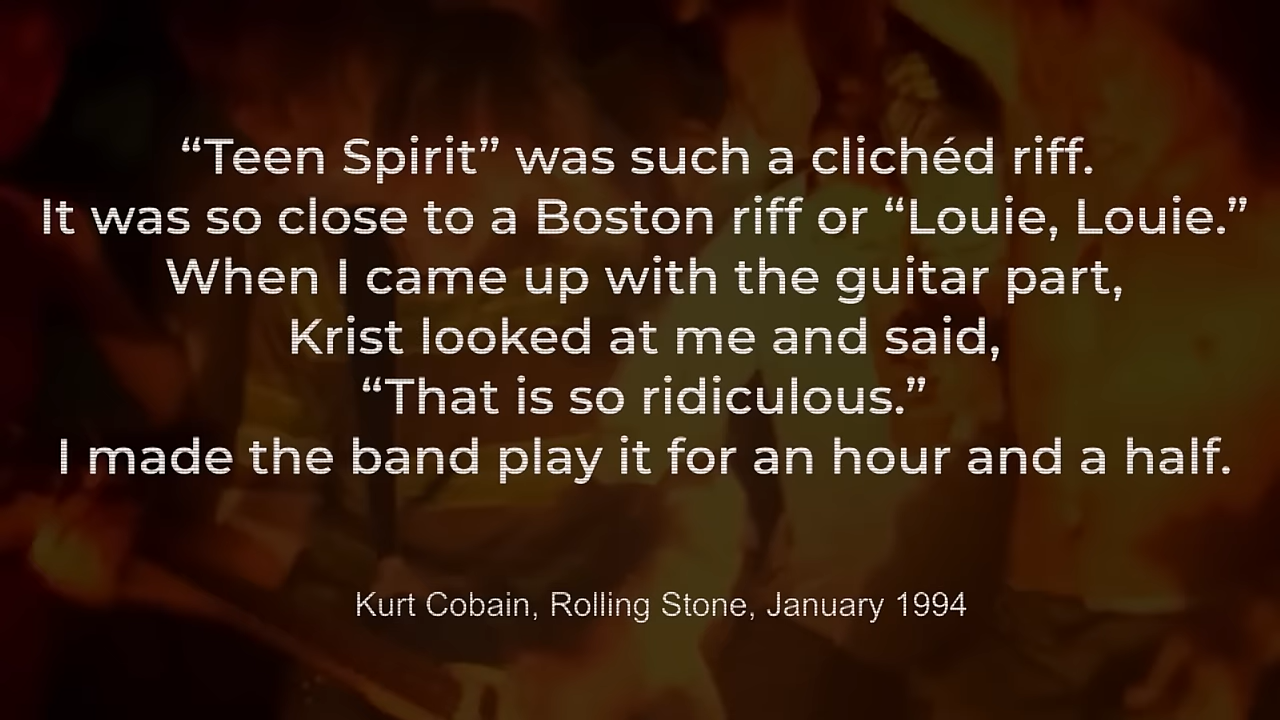 “Teen Spirit” was such a clichéd riff.
It was so close to a Boston riff or “Louie, Louie.”
When I came up with the guitar part,
Krist looked at me and said,
“That is so ridiculous.”
I made the band play it for an hour and a half.
Kurt Cobain, Rolling Stone, January 1994